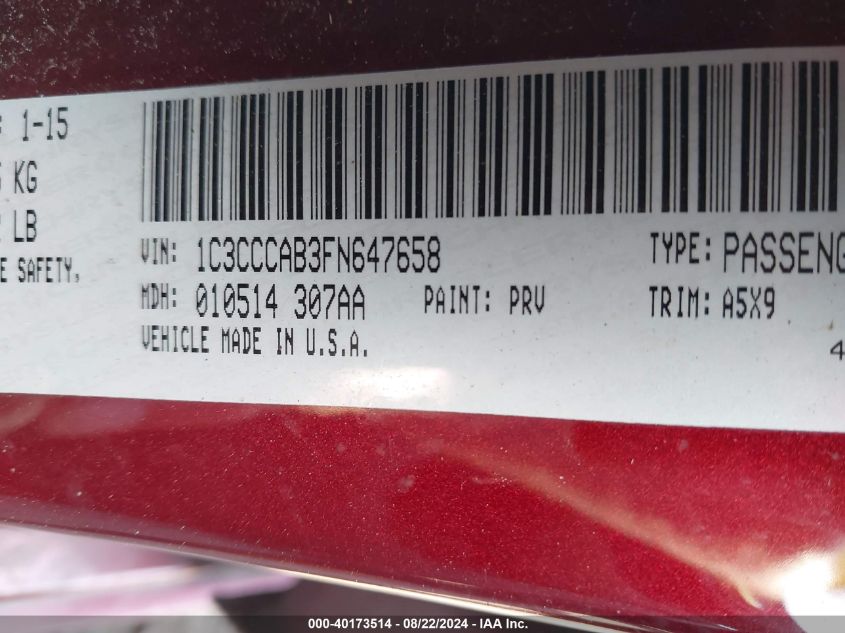 : 1-15
KG
LB
E SAFETY,
VIN: 1C3CCCAB3FN647658
TYPE: PASSENG
MDH: 010514 307AA
PAINT: PRV
TRIM: A5X9
VEHICLE MADE IN U.S.A.
4
000-40173514 - 08/22/2024 - IAA Inc.